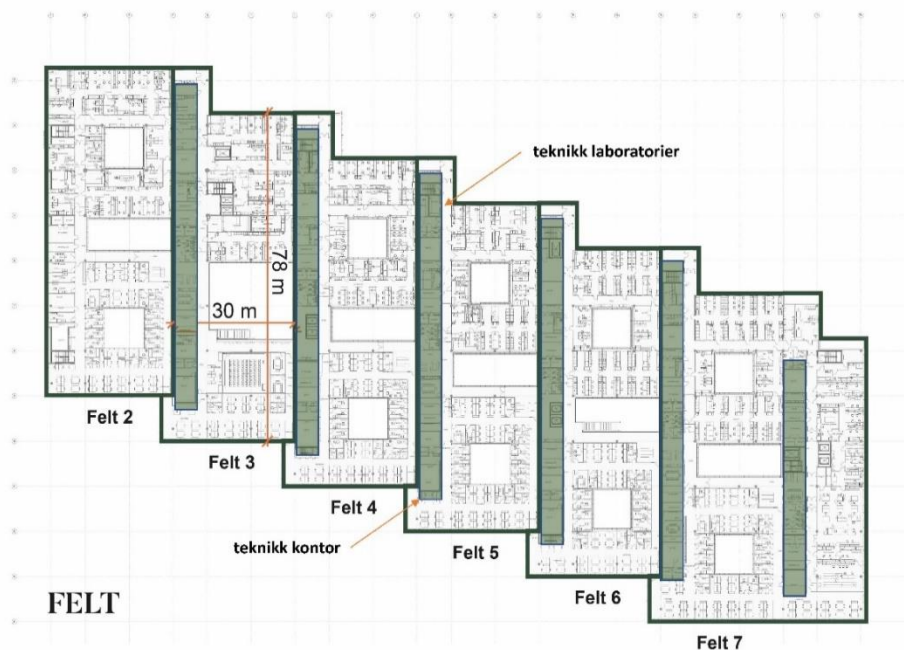 teknikk laboratorier
78 m
30 m
Felt 2
Felt 3
Felt 4
teknikk kontor
Felt 5
Felt 6
FELT
Felt 7